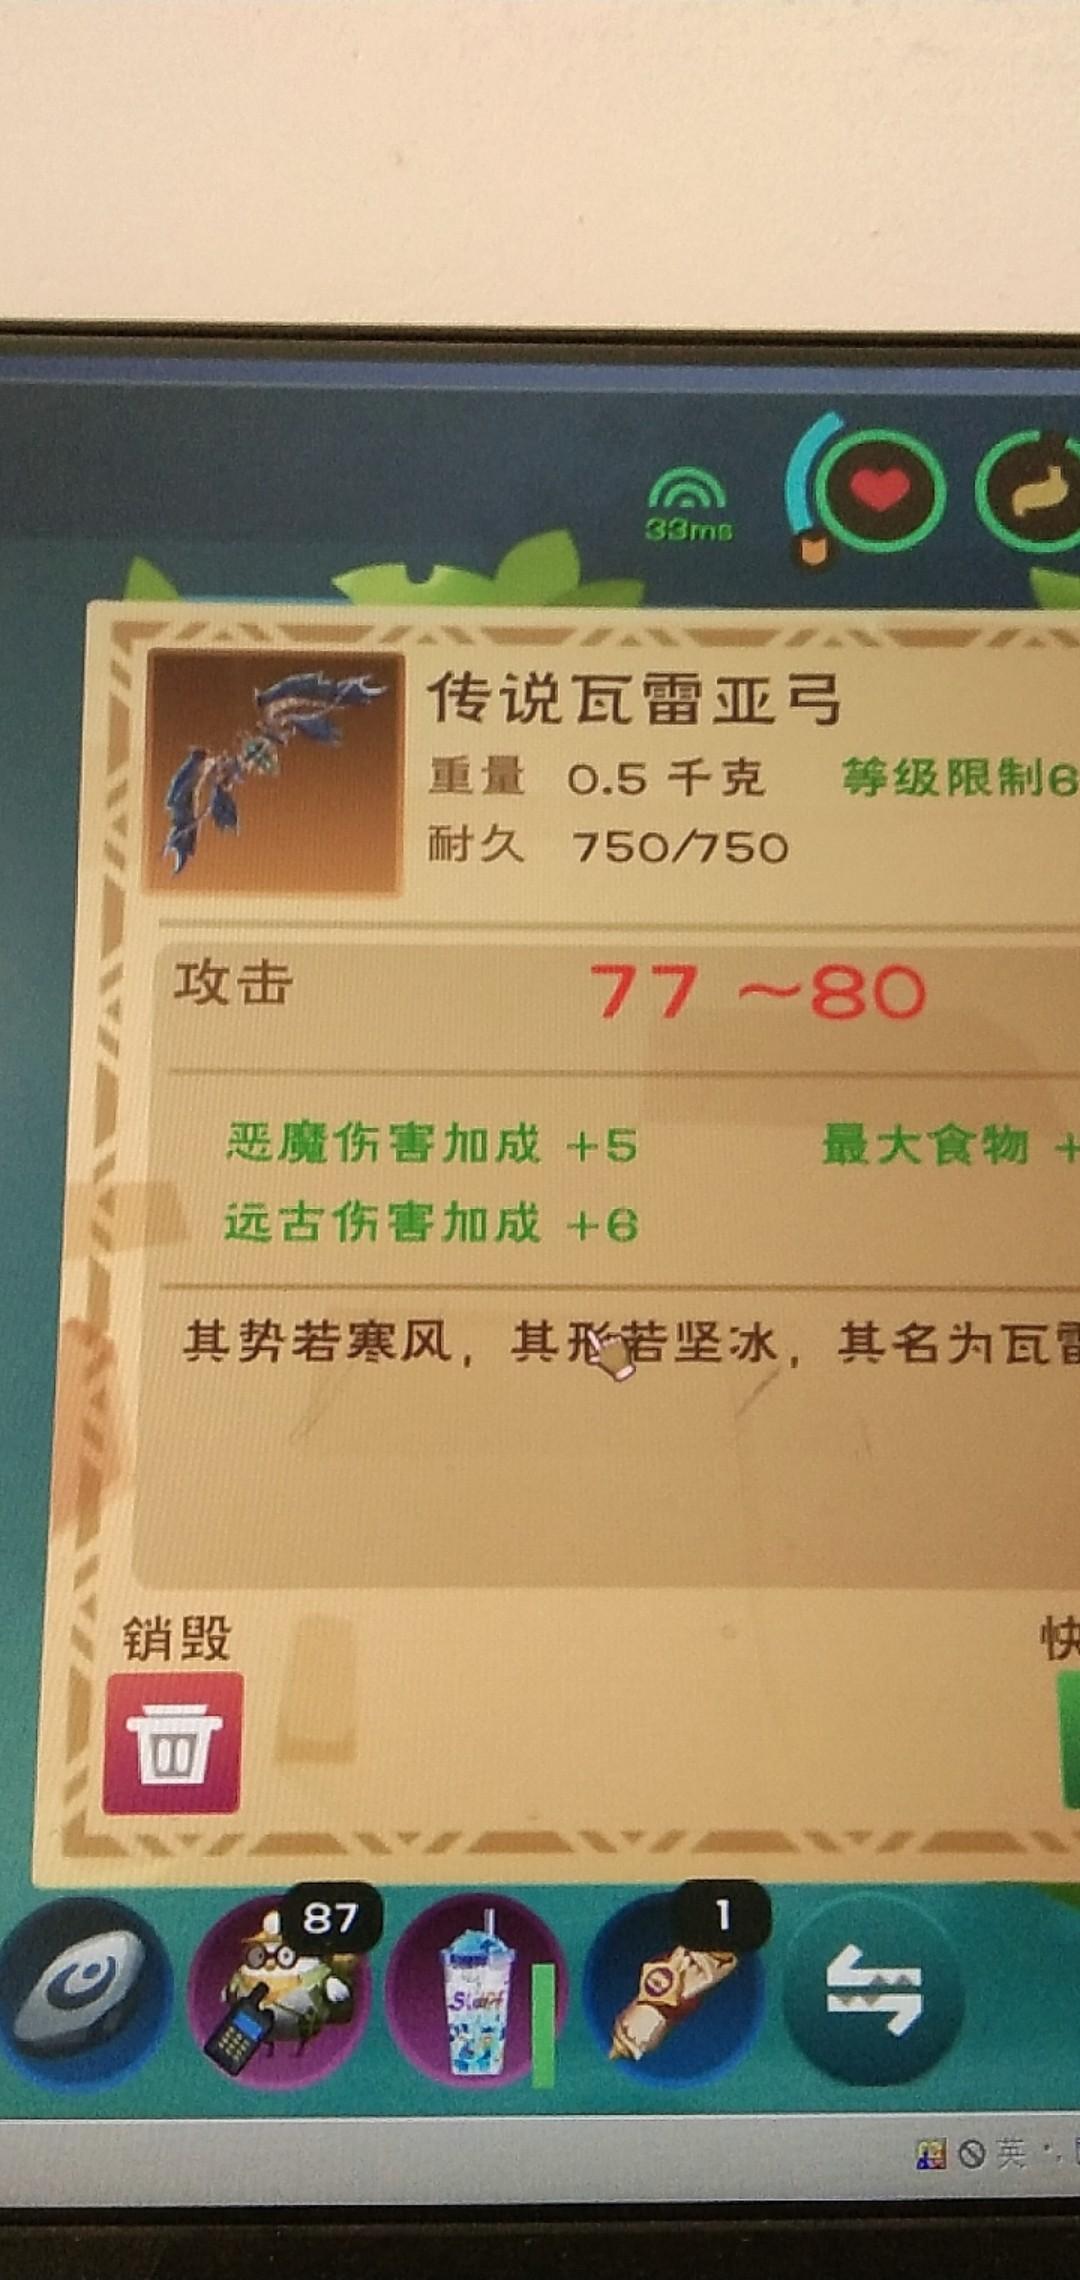 33ms
传说瓦雷亚弓
重量 0.5 千克 等级限制6
耐久 750/750
攻击 77 ~80
恶魔伤害加成 +5 最大食物 +
远古伤害加成 +6
其势若寒风，其形若坚冰，其名为瓦雷
销毁 快
87 1
英